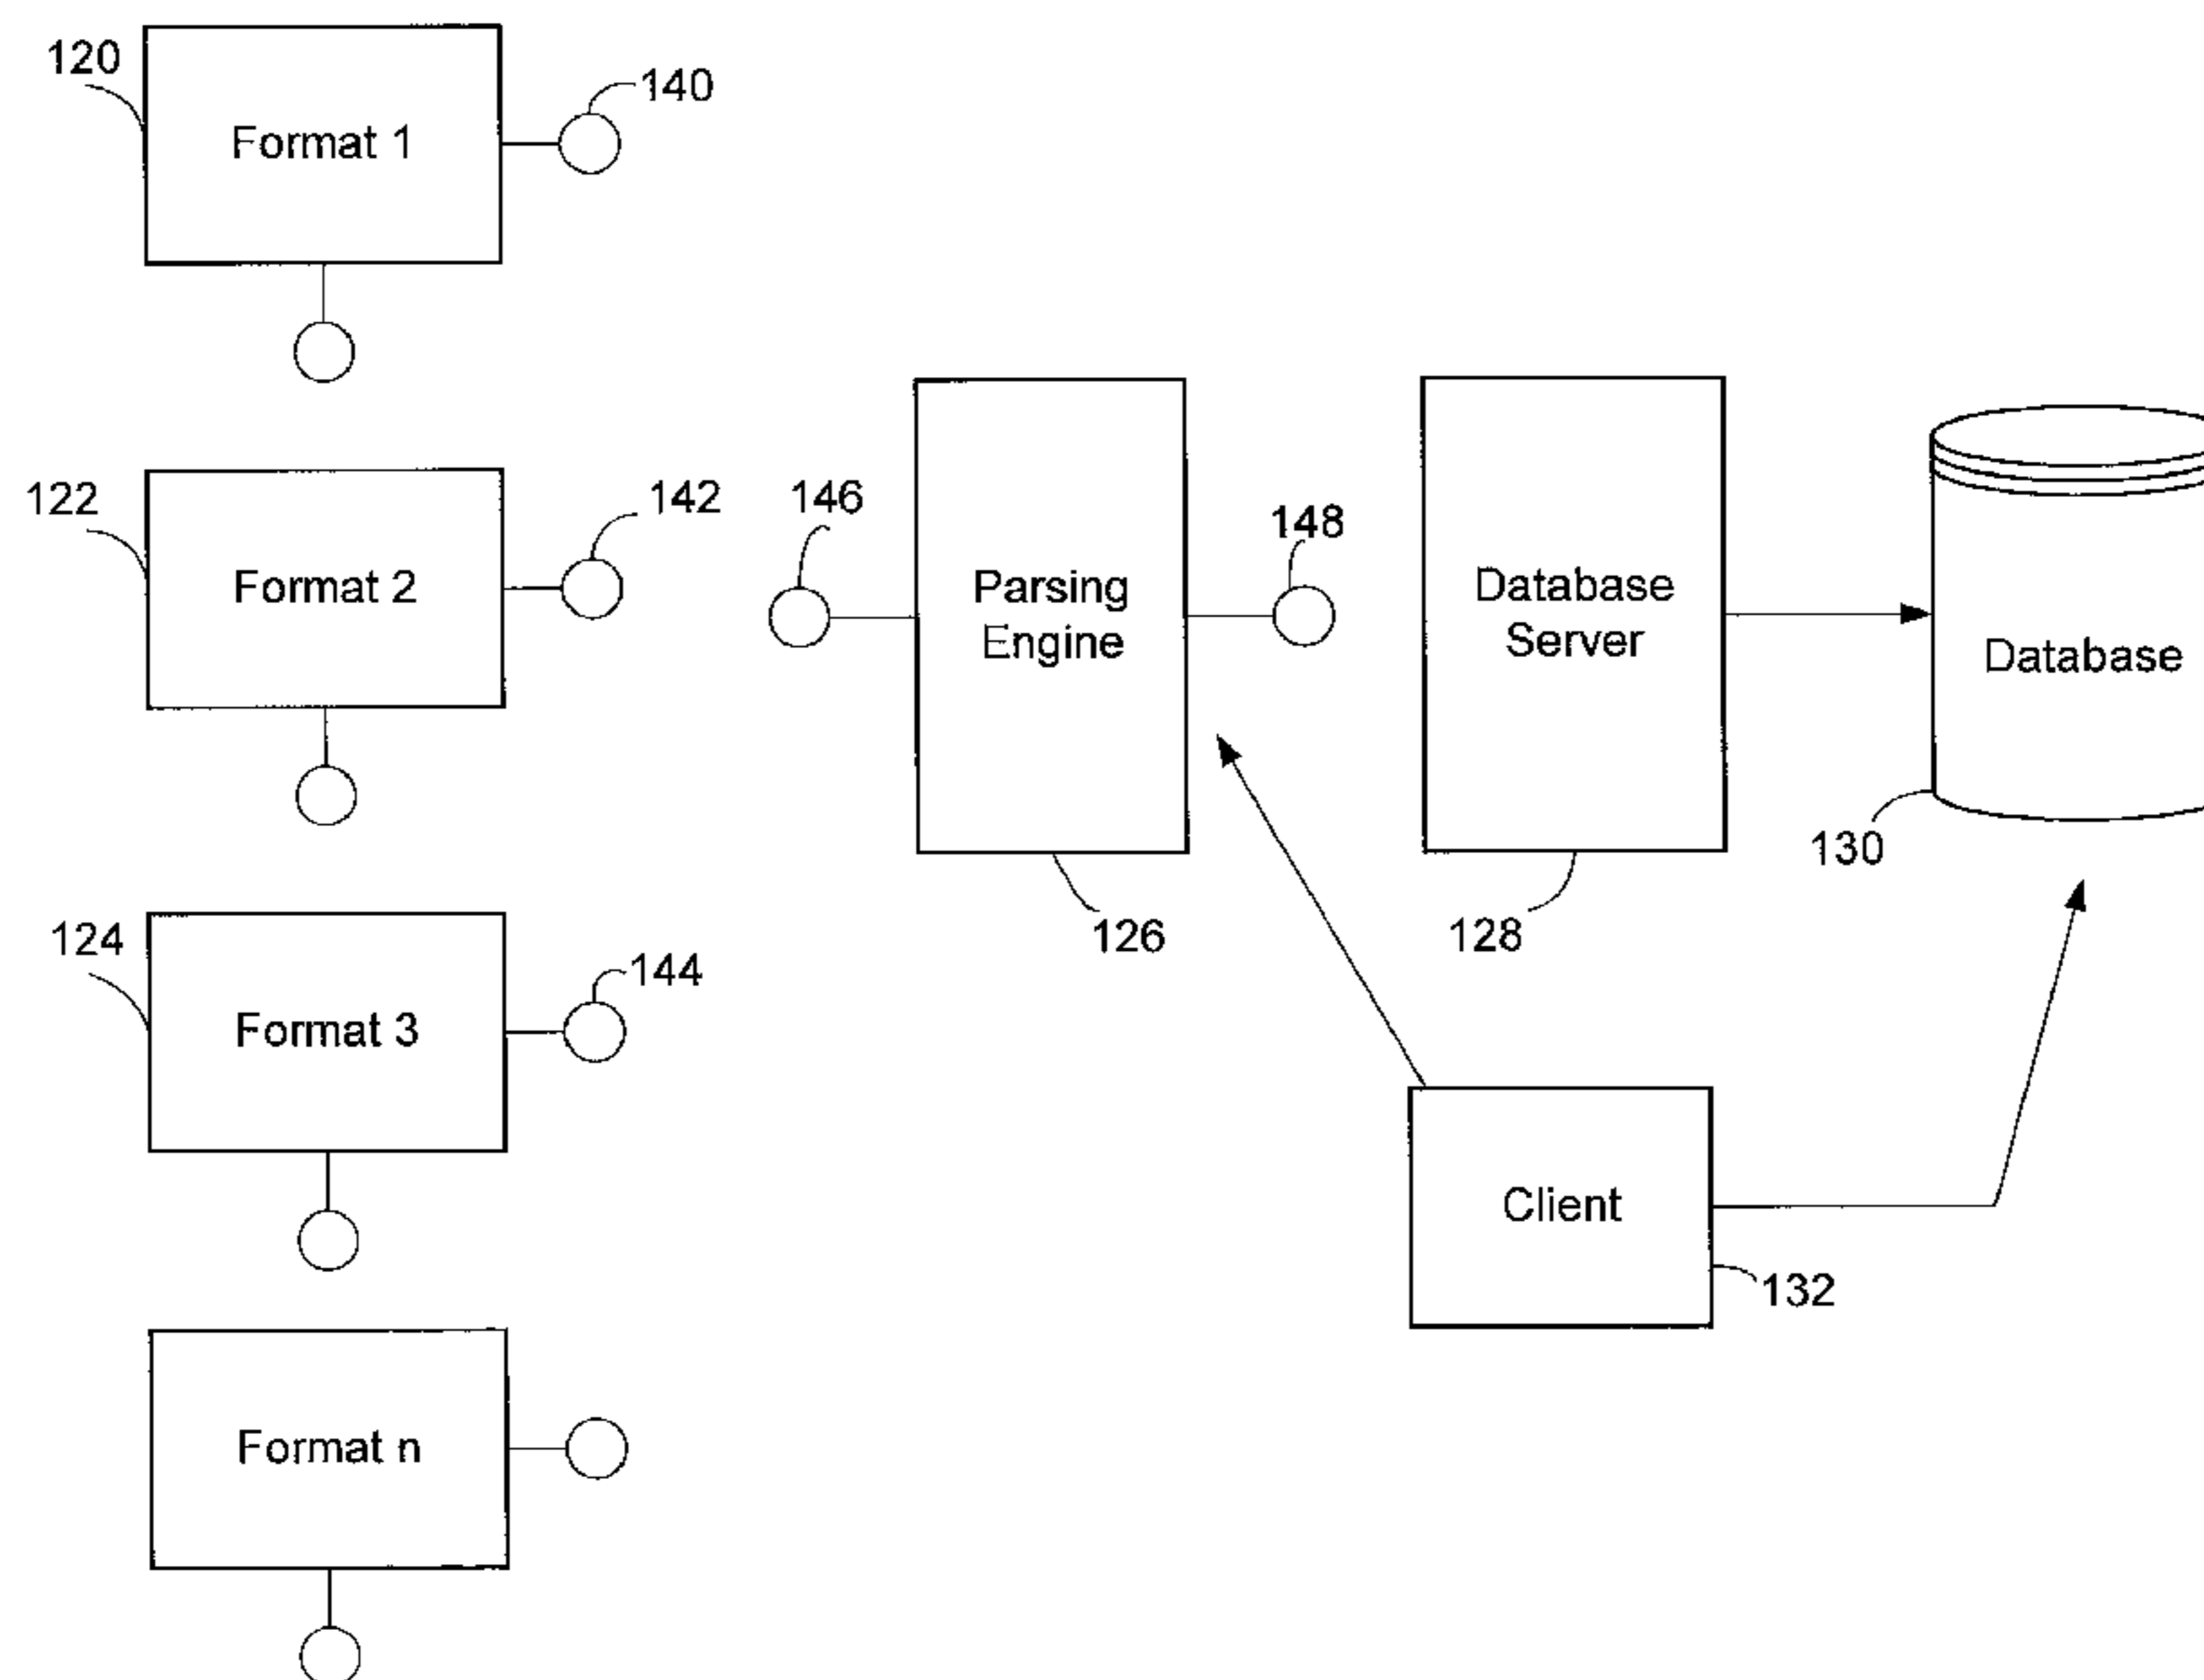 120
140
Format 1
122
142
146
148
Format 2
Parsing
Engine
Database
Server
Database
130
124
144
126
128
Format 3
Client
132
Format n